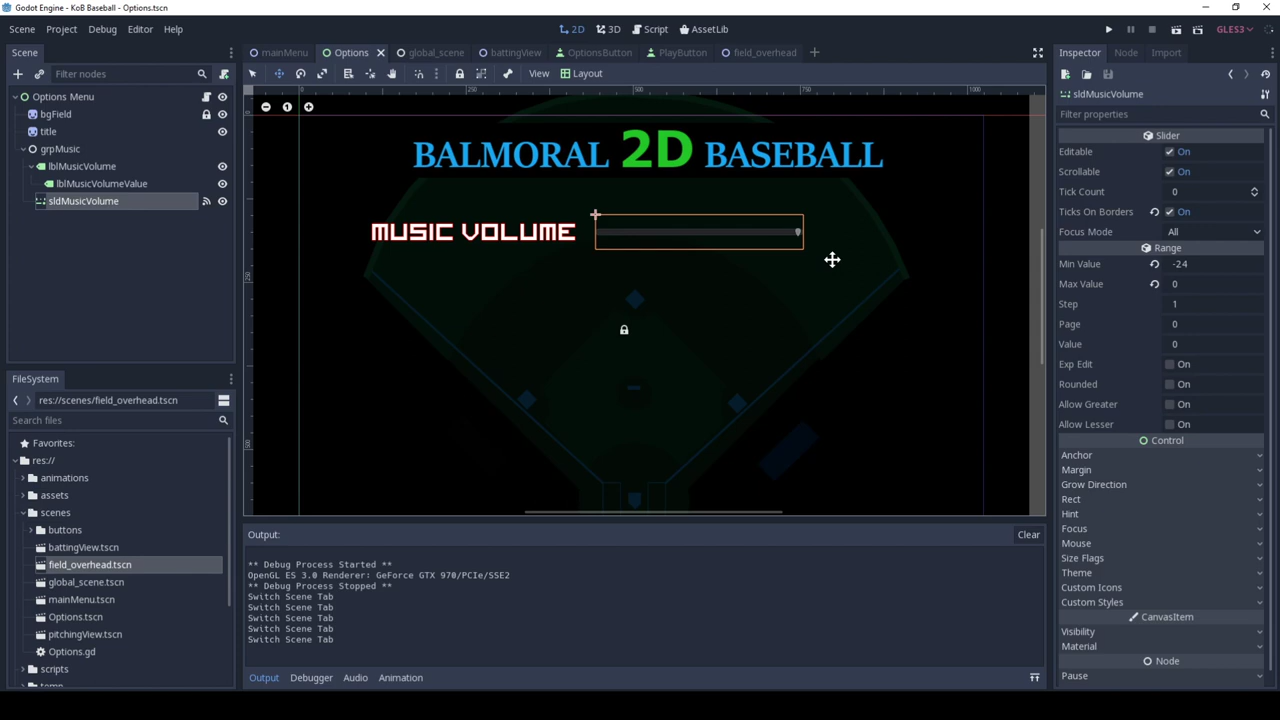 Godot Engine - KoB Baseball - Options.tscn
Scene Project Debug Editor Help
2D 3D Script AssetLib
GLES3
Scene
Filter nodes
Options Menu
bgField
title
grpMusic
lblMusicVolume
lblMusicVolumeValue
sldMusicVolume
FileSystem
res://scenes/field_overhead.tscn
Search files
Favorites:
res://
animations
assets
scenes
buttons
battingView.tscn
field_overhead.tscn
global_scene.tscn
mainMenu.tscn
Options.tscn
pitchingView.tscn
Options.gd
scripts
temp
mainMenu Options global_scene battingView OptionsButton PlayButton field_overhead
View Layout
250 500 750 1000
250
500
BALMORAL 2D BASEBALL
MUSIC VOLUME
Output:
Clear
** Debug Process Started **
OpenGL ES 3.0 Renderer: GeForce GTX 970/PCIe/SSE2
** Debug Process Stopped **
Switch Scene Tab
Switch Scene Tab
Switch Scene Tab
Switch Scene Tab
Switch Scene Tab
Output Debugger Audio Animation
Inspector Node Import
sldMusicVolume
Filter properties
Slider
Editable On
Scrollable On
Tick Count 0
Ticks On Borders On
Focus Mode All
Range
Min Value -24
Max Value 0
Step 1
Page 0
Value 0
Exp Edit On
Rounded On
Allow Greater On
Allow Lesser On
Control
Anchor
Margin
Grow Direction
Rect
Hint
Focus
Mouse
Size Flags
Theme
Custom Icons
Custom Styles
CanvasItem
Visibility
Material
Node
Pause